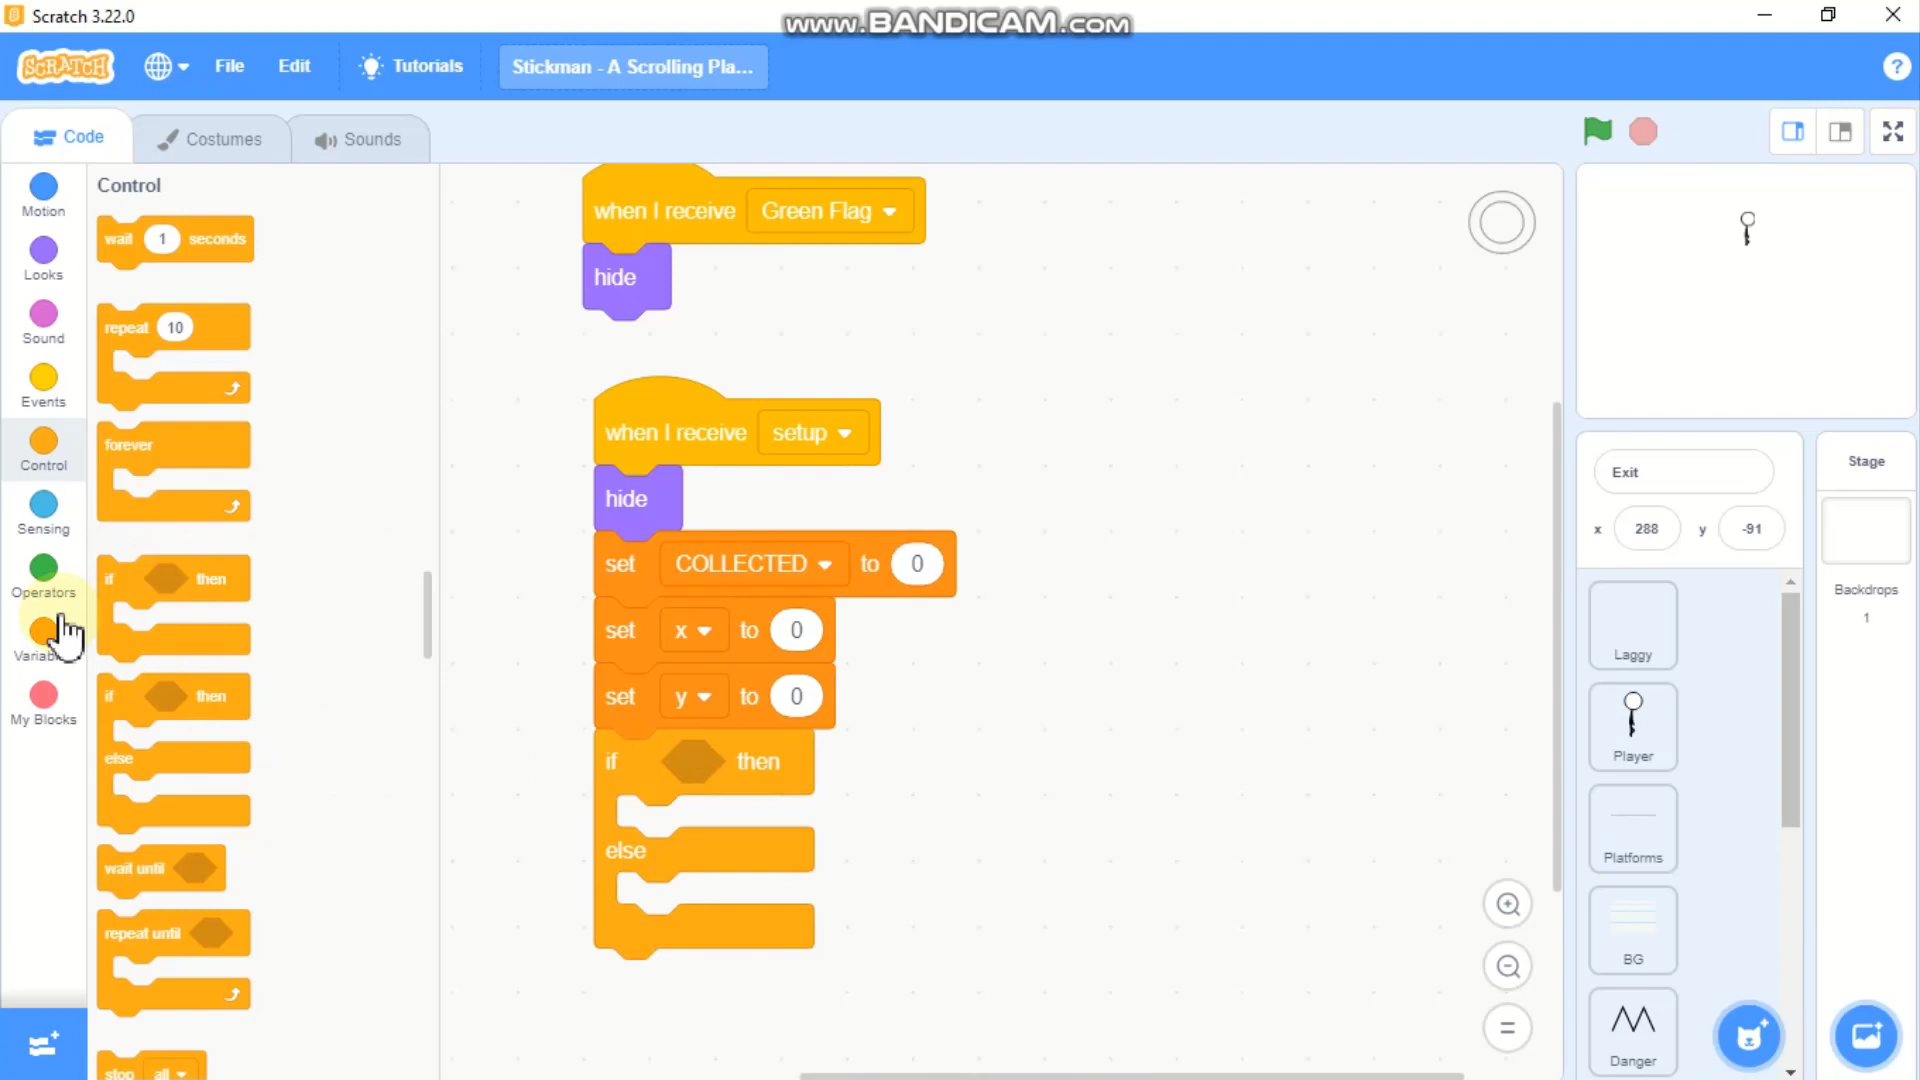 Scratch 3.22.0
www.BANDICAM.com
SCRATCH
File
Edit
Tutorials
Stickman - A Scrolling Pla...
?
Code
Costumes
Sounds
Motion
Looks
Sound
Events
Control
Sensing
Operators
My Blocks
Control
wait 1 seconds
repeat 10
forever
if then
if then
else
wait until
repeat until
stop all
when I receive Green Flag
hide
when I receive setup
hide
set COLLECTED to 0
set x to 0
set y to 0
if then
else
Exit
x 288 y -91
Laggy
Player
Platforms
BG
Danger
Stage
Backdrops
1